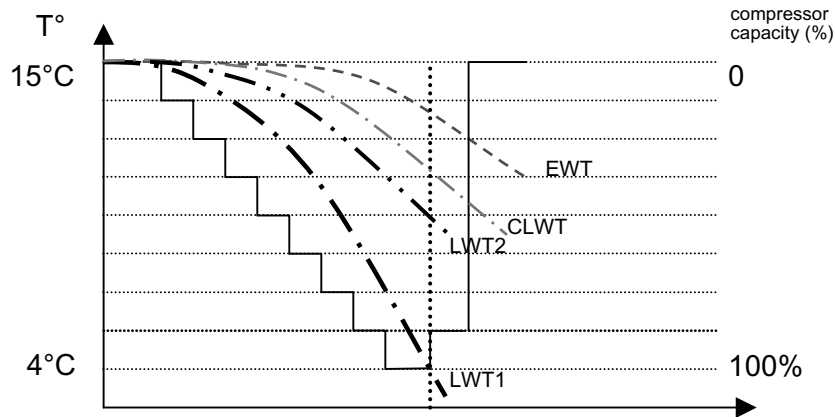 T°
compressor
capacity (%)
15°C
0
EWT
CLWT
LWT2
4°C
LWT1
100%